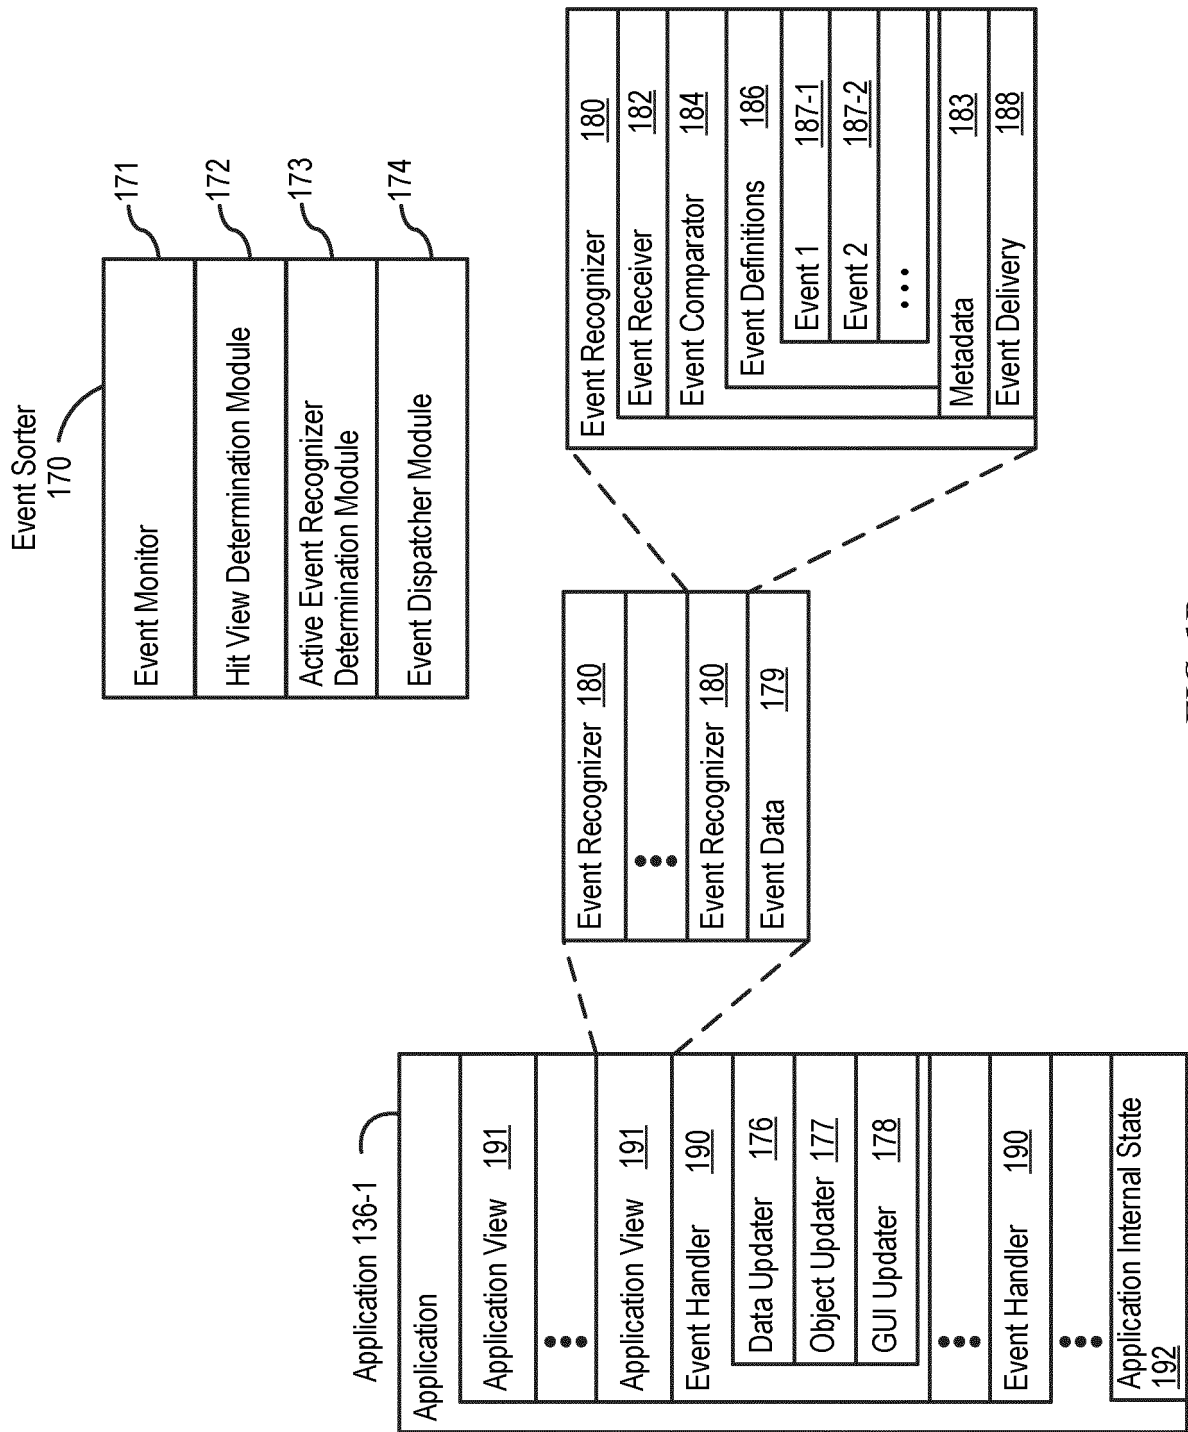 Event Sorter
170
Event Monitor
171
Hit View Determination Module
172
Active Event Recognizer
Determination Module
173
Event Dispatcher Module
174
Application 136-1
Application
Application View 191
Application View 191
Event Handler 190
Data Updater 176
Object Updater 177
GUI Updater 178
Event Handler 190
Application Internal State
192
Event Recognizer 180
Event Recognizer 180
Event Data 179
Event Recognizer 180
Event Receiver 182
Event Comparator 184
Event Definitions 186
Event 1 187-1
Event 2 187-2
Metadata 183
Event Delivery 188